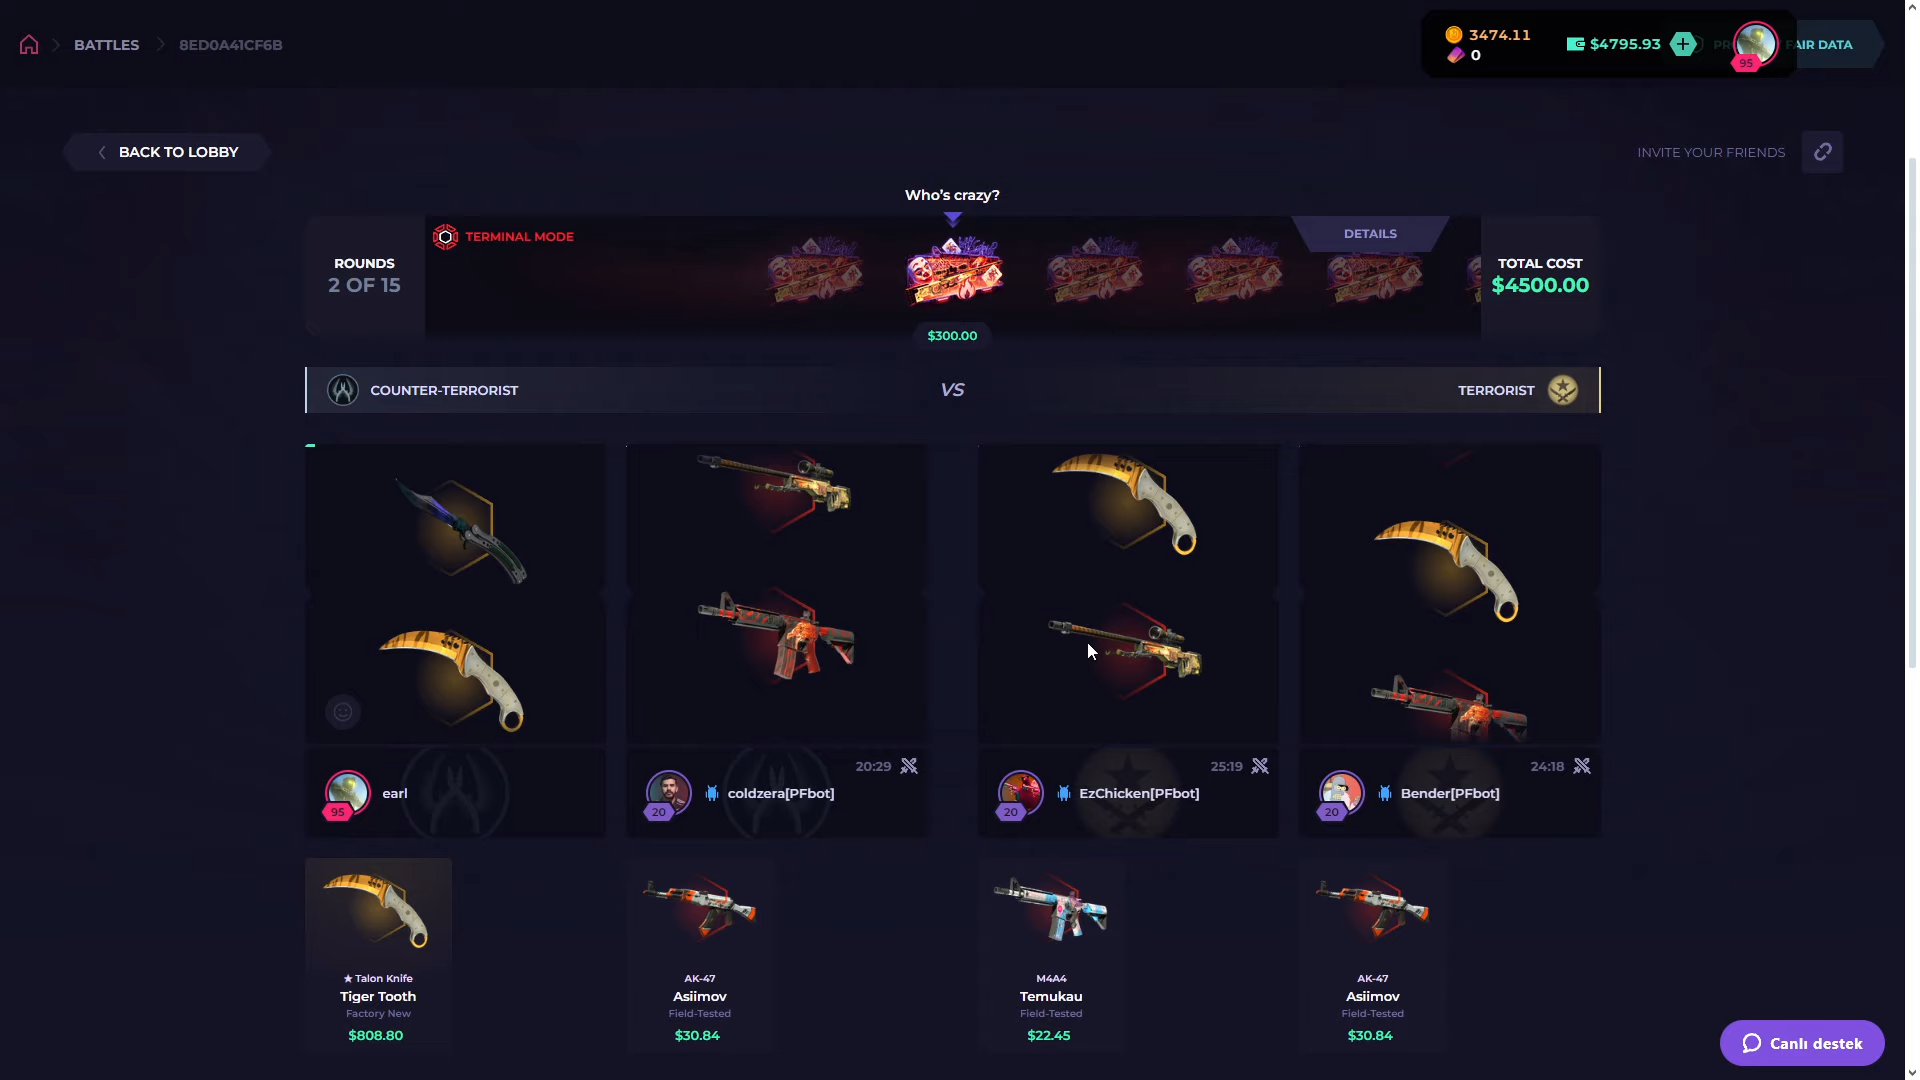 BATTLES
8ED0A41CF6B
3474.11
0
$4795.93
FAIR DATA
95
BACK TO LOBBY
INVITE YOUR FRIENDS
Who's crazy?
ROUNDS
2 OF 15
TERMINAL MODE
DETAILS
TOTAL COST
$4500.00
$300.00
COUNTER-TERRORIST
VS
TERRORIST
95
earl
20:29
20
coldzera[PFbot]
25:19
20
EzChicken[PFbot]
24:18
20
Bender[PFbot]
★ Talon Knife
Tiger Tooth
Factory New
$808.80
AK-47
Asiimov
Field-Tested
$30.84
M4A4
Temukau
Field-Tested
$22.45
AK-47
Asiimov
Field-Tested
$30.84
Canlı destek